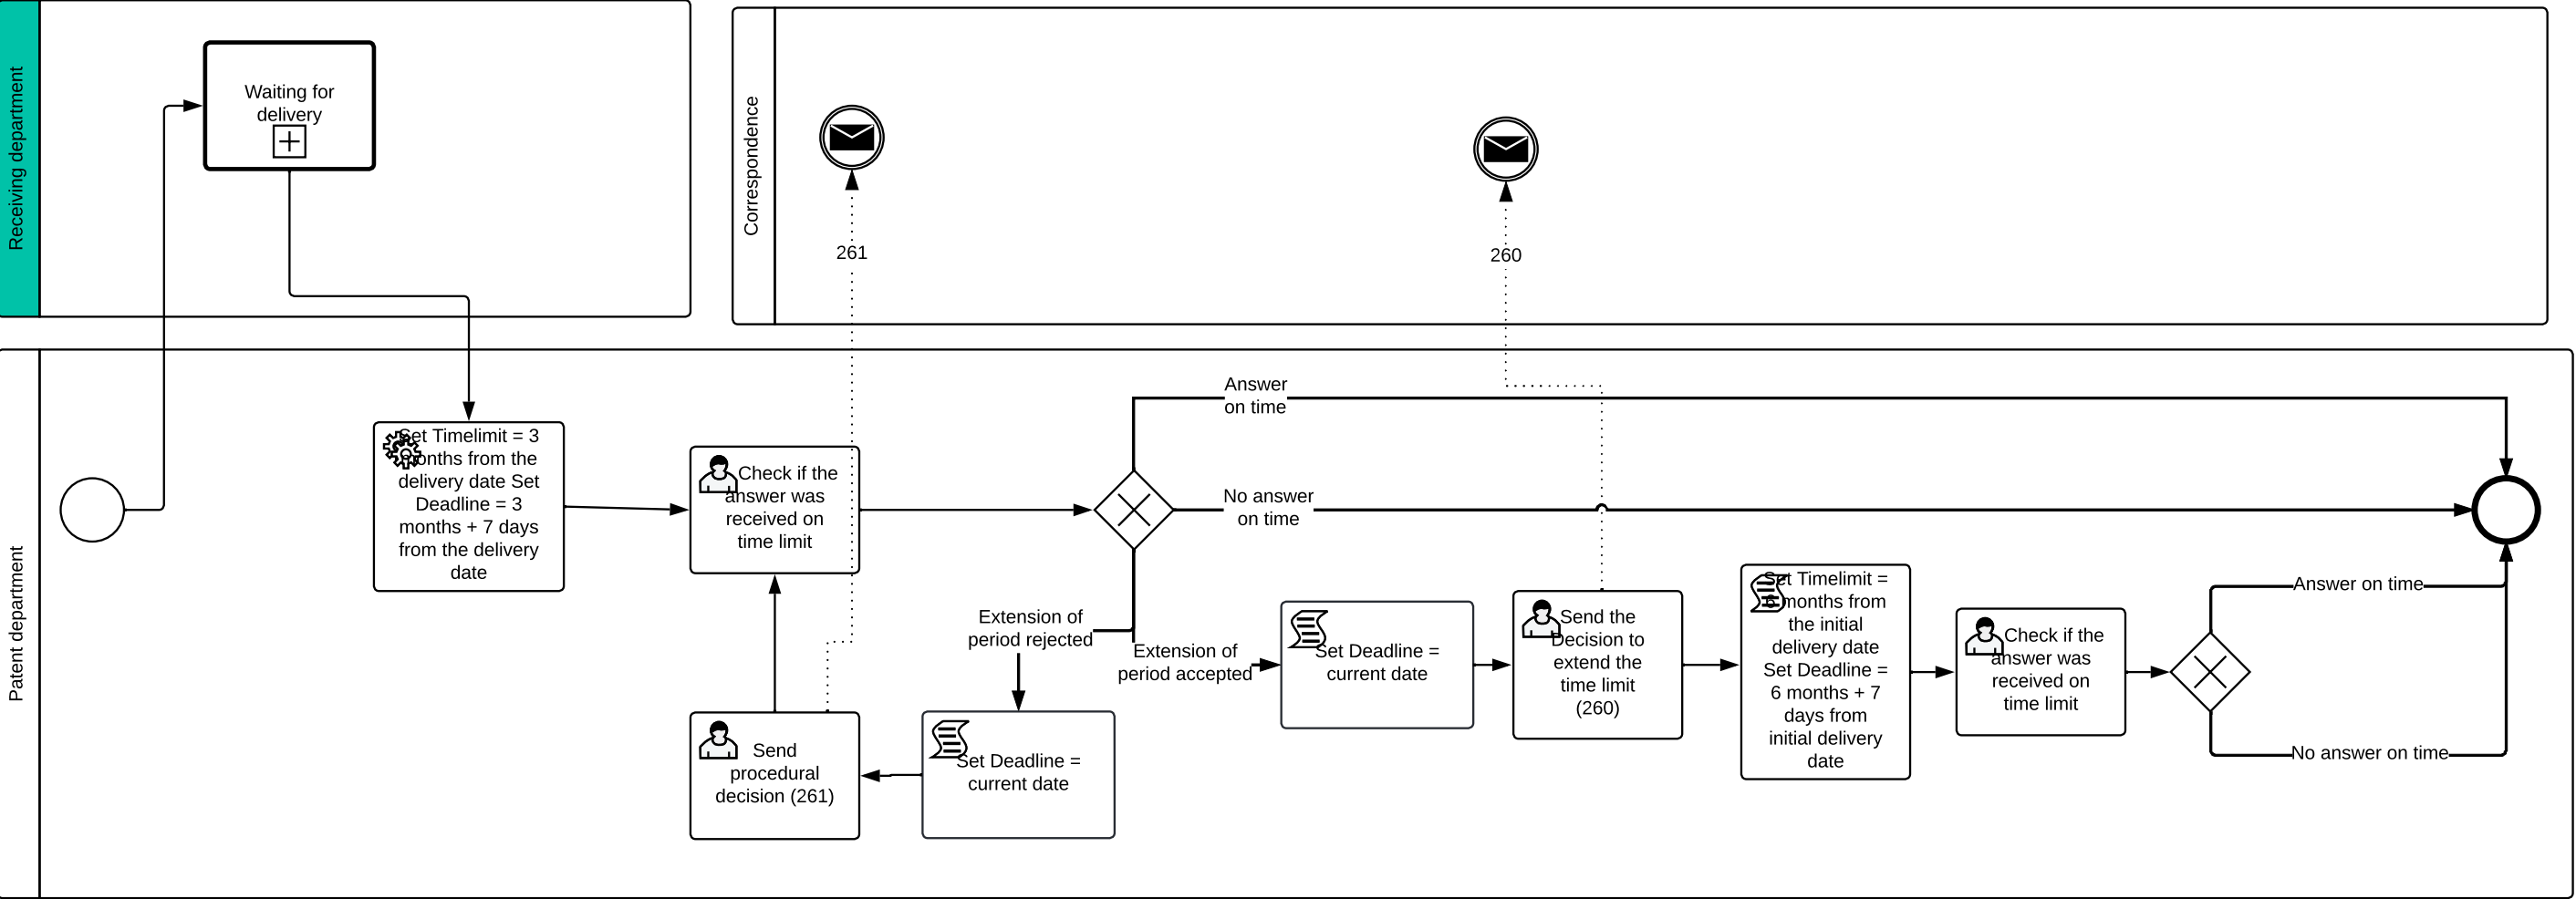 Receiving department
Waiting for
delivery
Correspondence
261
260
Patent department
Set Timelimit = 3
months from the
delivery date Set
Deadline = 3
months + 7 days
from the delivery
date
Check if the
answer was
received on
time limit
Answer
on time
No answer
on time
Extension of
period rejected
Extension of
period accepted
Set Deadline =
current date
Send
procedural
decision (261)
Set Deadline =
current date
Send the
Decision to
extend the
time limit
(260)
Set Timelimit =
6 months from
the initial
delivery date
Set Deadline =
6 months + 7
days from
initial delivery
date
Check if the
answer was
received on
time limit
Answer on time
No answer on time